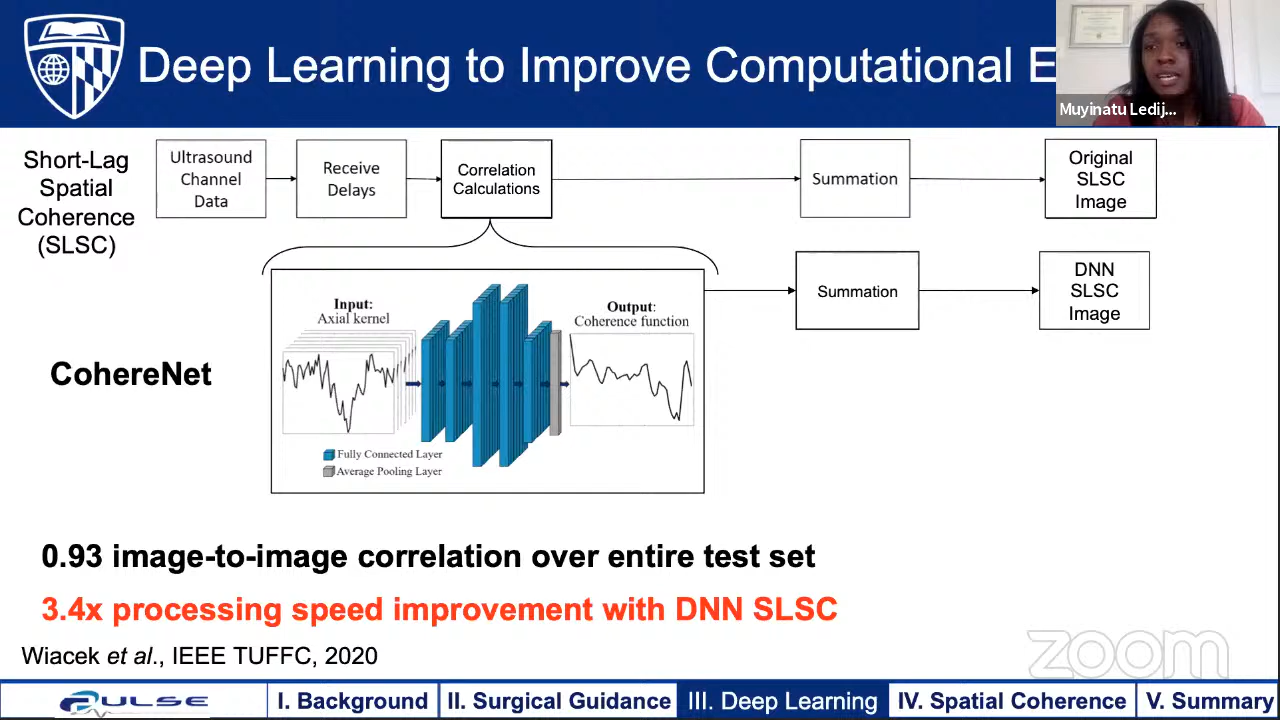 Deep Learning to Improve Computational E
Muyinatu Ledij...
Short-Lag
Spatial
Coherence
(SLSC)
Ultrasound
Channel
Data
Receive
Delays
Correlation
Calculations
Summation
Original
SLSC
Image
Summation
DNN
SLSC
Image
CohereNet
Input:
Axial kernel
Output:
Coherence function
Fully Connected Layer
Average Pooling Layer
0.93 image-to-image correlation over entire test set
3.4x processing speed improvement with DNN SLSC
Wiacek et al., IEEE TUFFC, 2020
zoom
PULSE
I. Background
II. Surgical Guidance
III. Deep Learning
IV. Spatial Coherence
V. Summary